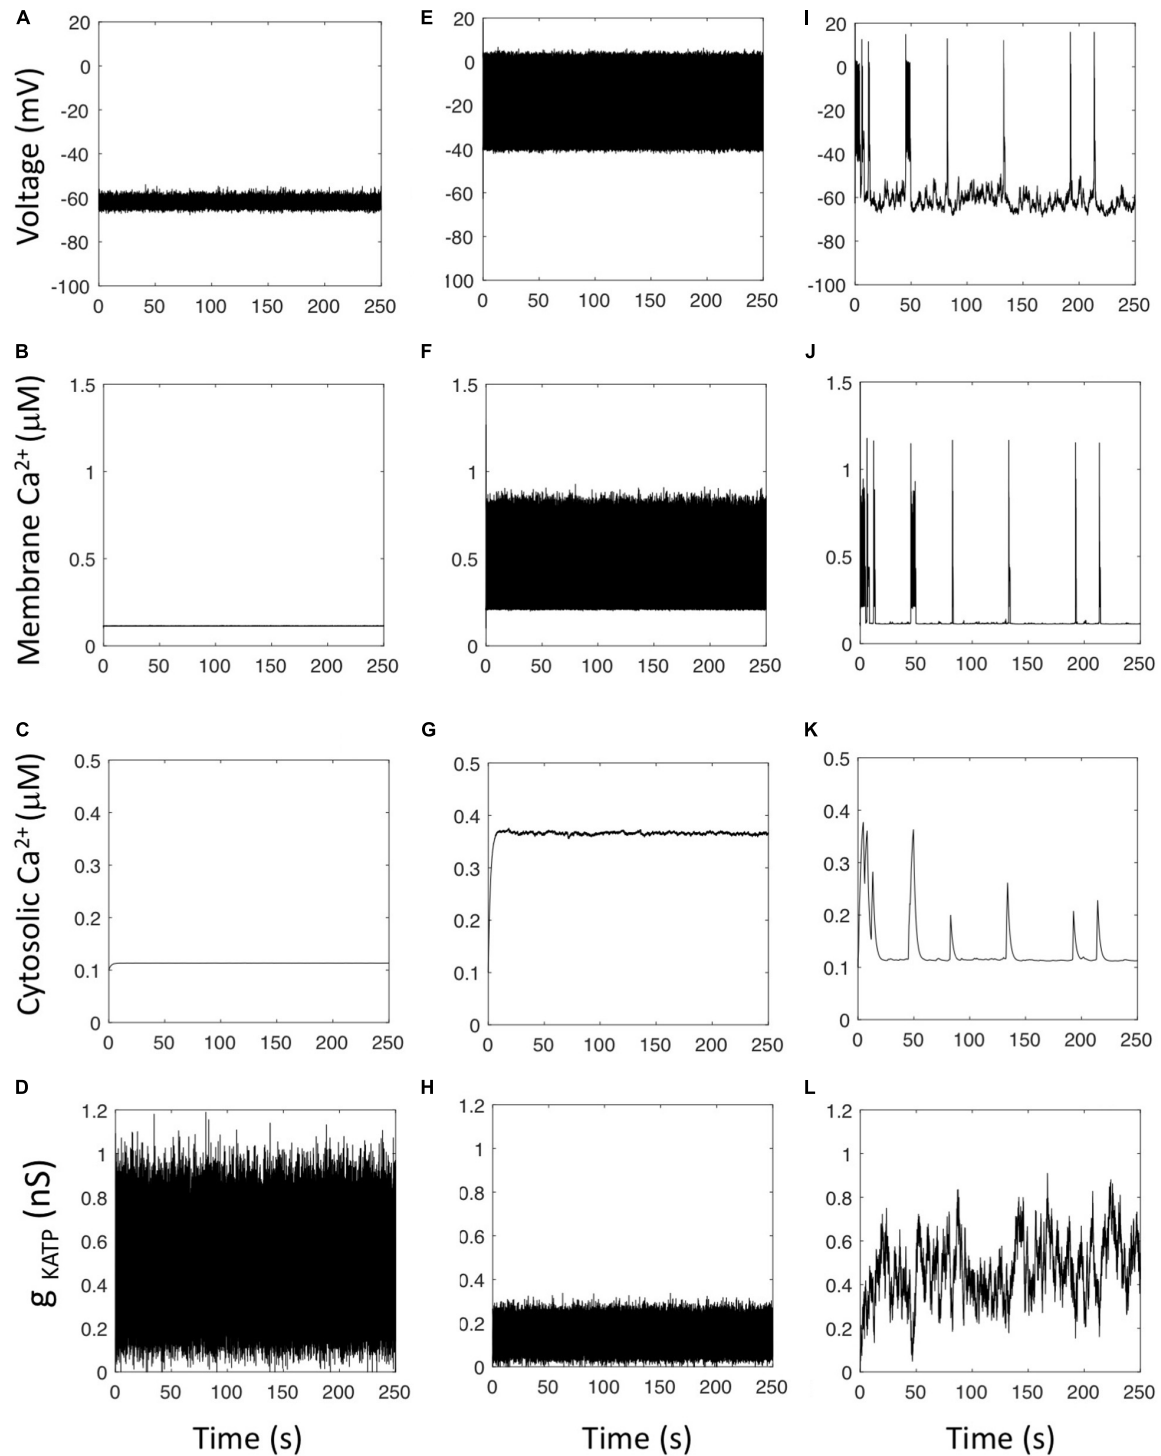 A E I
Voltage (mV)
20 20 20
0 0 0
-20 -20 -20
-40 -40 -40
-60 -60 -60
-80 -80 -80
-100 100 -100
0 50 100 150 200 250 0 50 100 150 200 250 0 50 100 150 200 250
B F J
Membrane Ca2+ (μM)
1.5 1.5 1.5
1 1 1
0.5 0.5 0.5
0 0 0
0 50 100 150 200 250 0 50 100 150 200 250 0 50 100 150 200 250
C G K
Cytosolic Ca2+ (μM)
0.5 0.5 0.5
0.4 0.4 0.4
0.3 0.3 0.3
0.2 0.2 0.2
0.1 0.1 0.1
0 0 0
0 50 100 150 200 250 0 50 100 150 200 250 0 50 100 150 200 250
D H L
g KATP (nS)
1.2 1.2 1.2
1 1 1
0.8 0.8 0.8
0.6 0.6 0.6
0.4 0.4 0.4
0.2 0.2 0.2
0 0 0
0 50 100 150 200 250 0 50 100 150 200 250 0 50 100 150 200 250
Time (s) Time (s) Time (s)